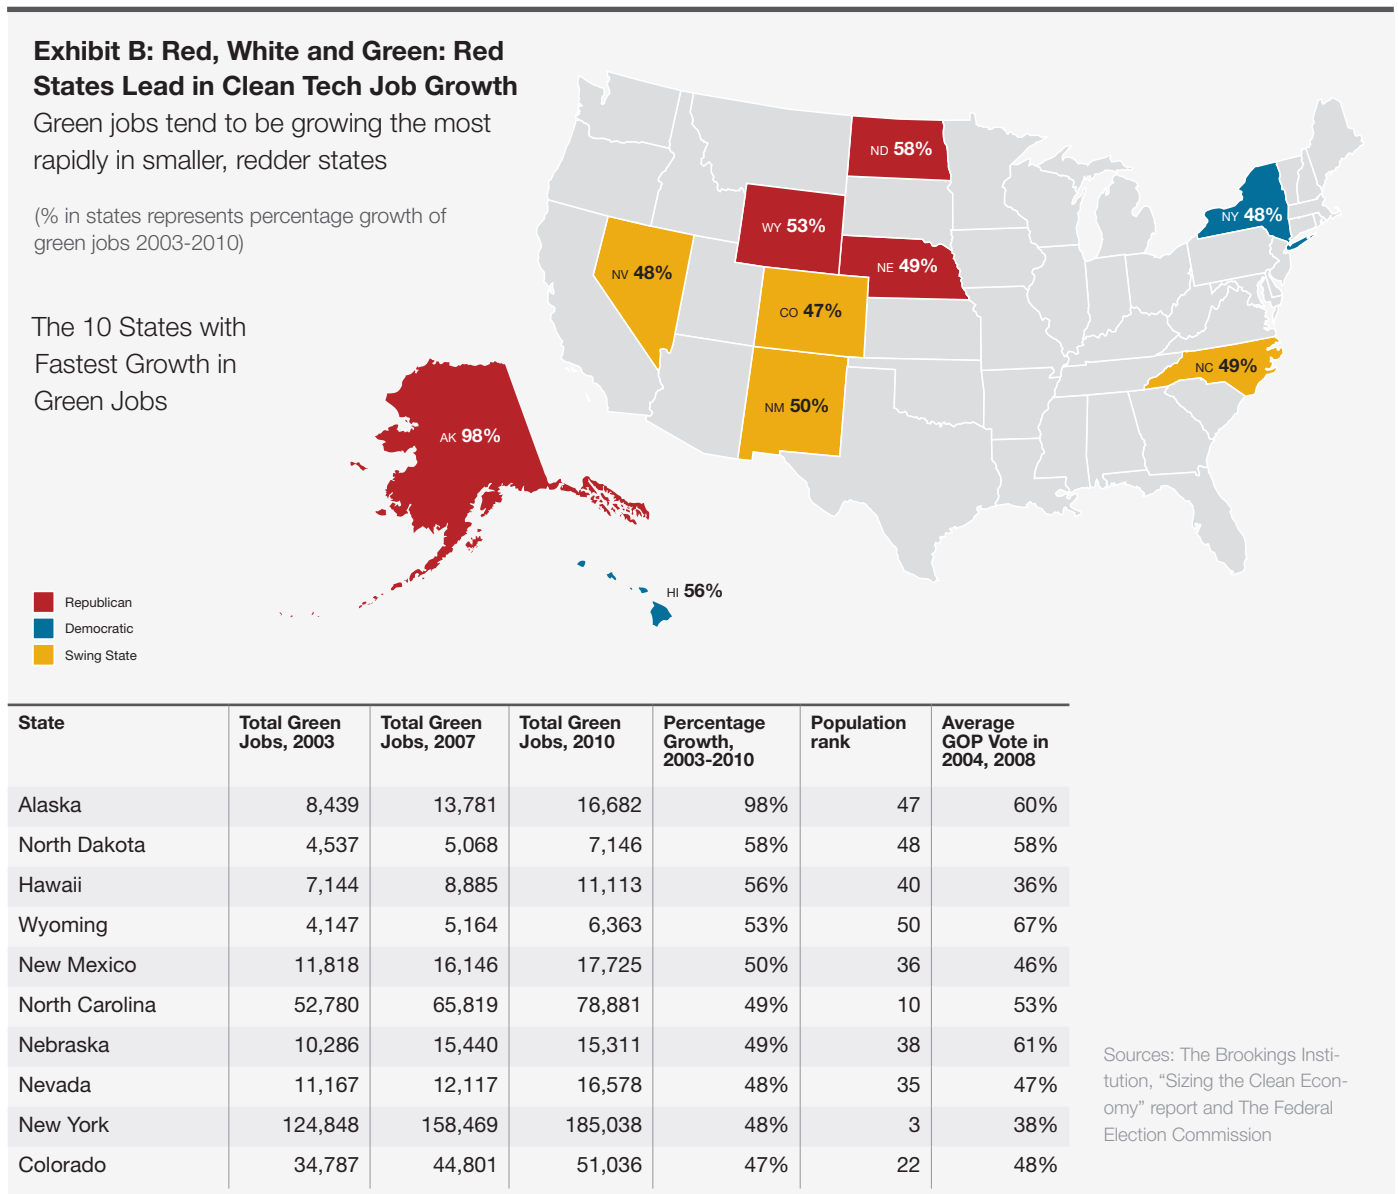 Exhibit B: Red, White and Green: Red
States Lead in Clean Tech Job Growth
Green jobs tend to be growing the most
rapidly in smaller, redder states
(% in states represents percentage growth of
green jobs 2003-2010)
The 10 States with
Fastest Growth in
Green Jobs
ND 58%
WY 53%
NY 48%
NE 49%
NV 48%
CO 47%
NC 49%
NM 50%
AK 98%
HI 56%
Republican
Democratic
Swing State
State Total Green Jobs, 2003 Total Green Jobs, 2007 Total Green Jobs, 2010 Percentage Growth, 2003-2010 Population rank Average GOP Vote in 2004, 2008
Alaska 8,439 13,781 16,682 98% 47 60%
North Dakota 4,537 5,068 7,146 58% 48 58%
Hawaii 7,144 8,885 11,113 56% 40 36%
Wyoming 4,147 5,164 6,363 53% 50 67%
New Mexico 11,818 16,146 17,725 50% 36 46%
North Carolina 52,780 65,819 78,881 49% 10 53%
Nebraska 10,286 15,440 15,311 49% 38 61%
Nevada 11,167 12,117 16,578 48% 35 47%
New York 124,848 158,469 185,038 48% 3 38%
Colorado 34,787 44,801 51,036 47% 22 48%
Sources: The Brookings Insti-
tution, “Sizing the Clean Econ-
omy” report and The Federal
Election Commission